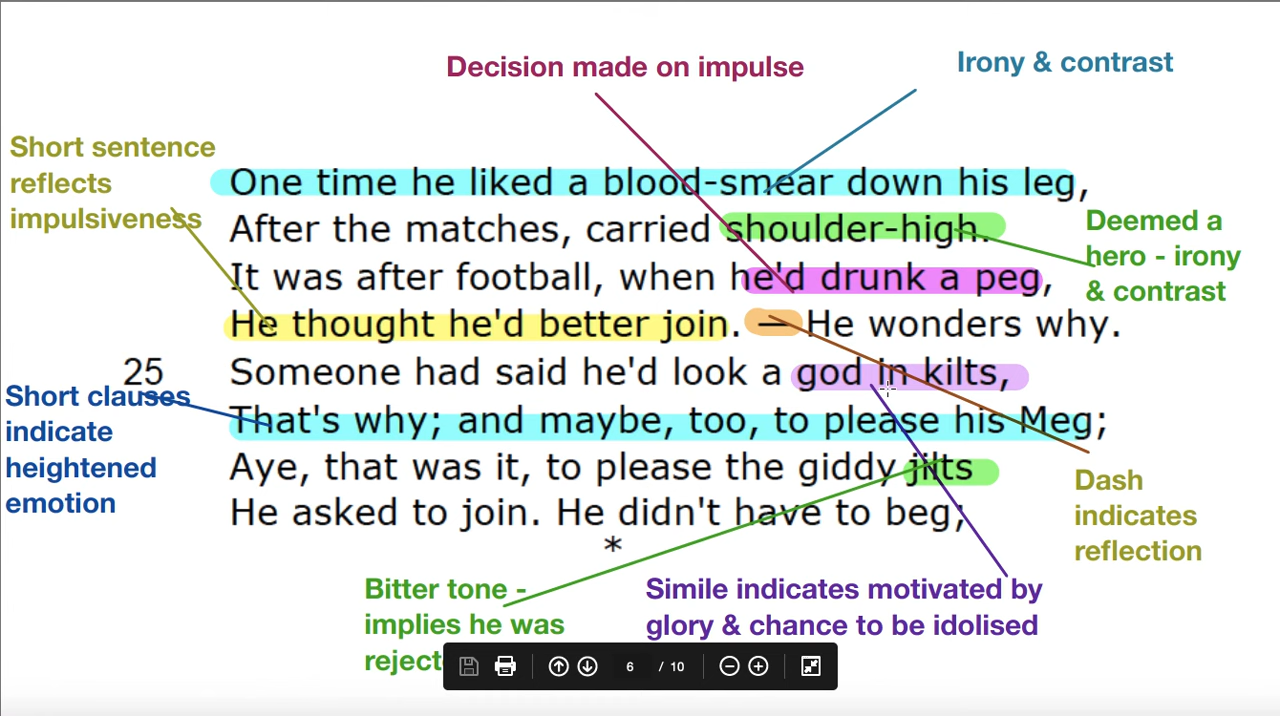 Decision made on impulse
Irony & contrast
Short sentence
reflects
impulsiveness
One time he liked a blood-smear down his leg,
After the matches, carried shoulder-high.
It was after football, when he'd drunk a peg,
He thought he'd better join. — He wonders why.
25 Someone had said he'd look a god in kilts,
That's why; and maybe, too, to please his Meg;
Aye, that was it, to please the giddy jilts
He asked to join. He didn't have to beg;
*
Deemed a
hero - irony
& contrast
Short clauses
indicate
heightened
emotion
Dash
indicates
reflection
Bitter tone -
implies he was
reject
Simile indicates motivated by
glory & chance to be idolised
6 / 10